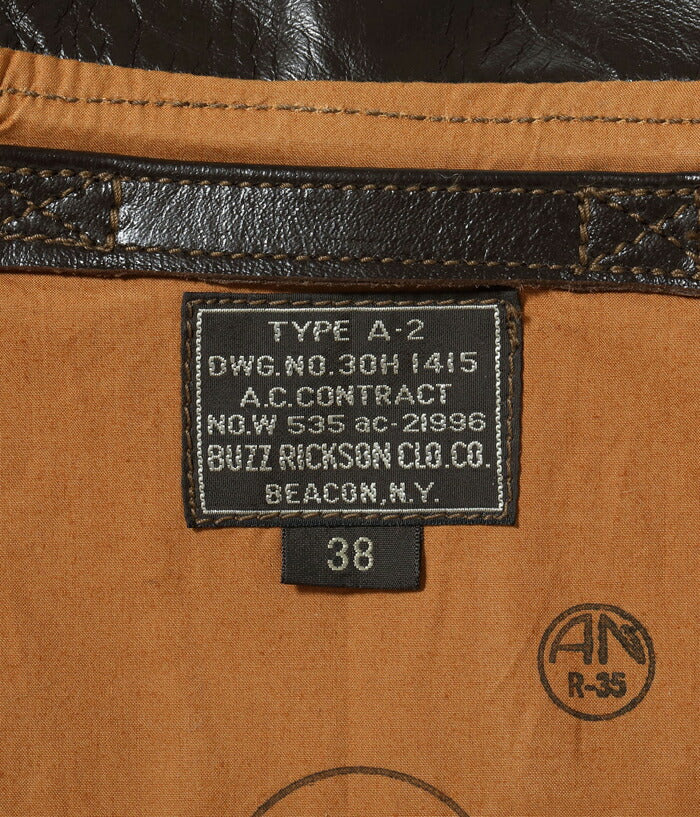 TYPE A-2
DWG.NO.30H 1415
A.C.CONTRACT
NO.W 535 ac-21996
BUZZ RICKSON CLO.CO.
BEACON,N.Y.
38
AN
R-35